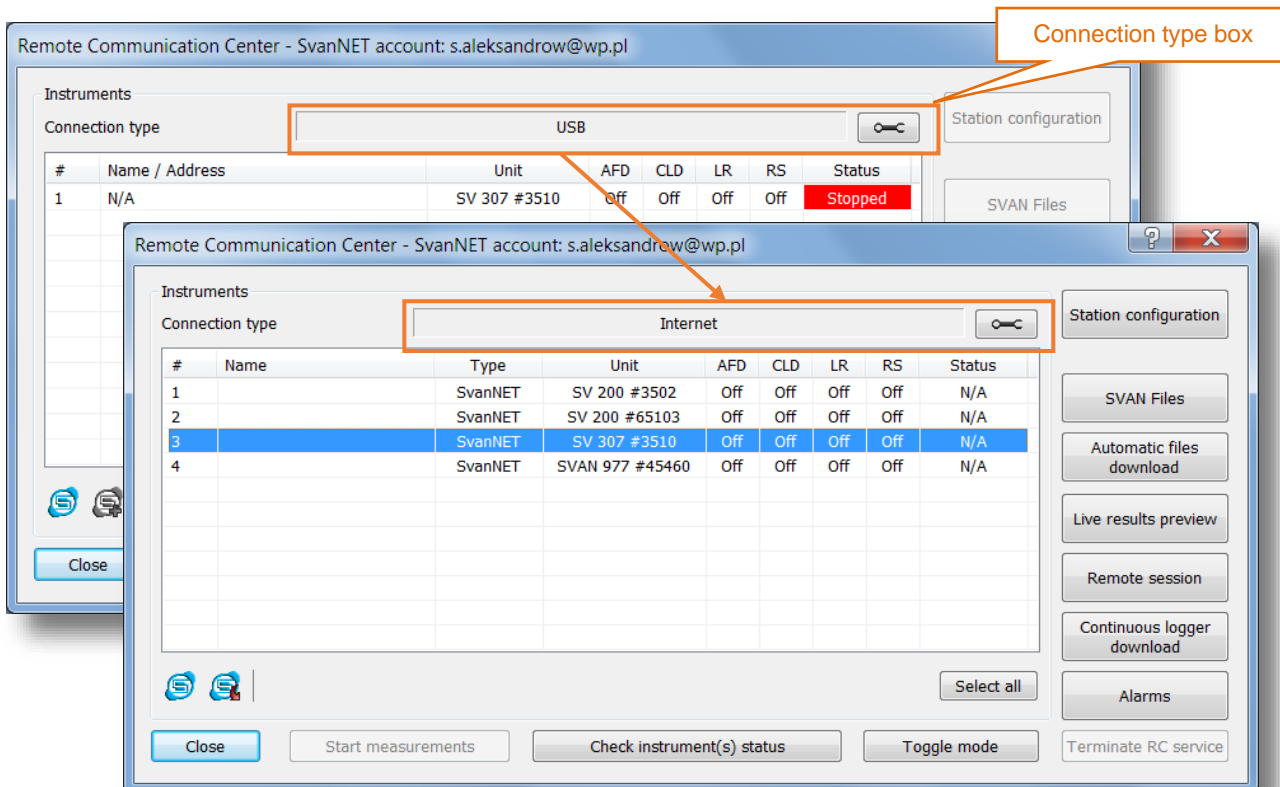 Connection type box
Remote Communication Center - SvanNET account: s.aleksandrow@wp.pl
Instruments
Connection type USB
Station configuration
# Name / Address Unit AFD CLD LR RS Status
1 N/A SV 307 #3510 Off Off Off Off Stopped
SVAN Files
Close
Remote Communication Center - SvanNET account: s.aleksandrow@wp.pl
? X
Instruments
Connection type Internet
Station configuration
# Name Type Unit AFD CLD LR RS Status
1 SvanNET SV 200 #3502 Off Off Off Off N/A
2 SvanNET SV 200 #65103 Off Off Off Off N/A
3 SvanNET SV 307 #3510 Off Off Off Off N/A
4 SvanNET SVAN 977 #45460 Off Off Off Off N/A
SVAN Files
Automatic files
download
Live results preview
Remote session
Continuous logger
download
Select all
Alarms
Close Start measurements Check instrument(s) status Toggle mode Terminate RC service